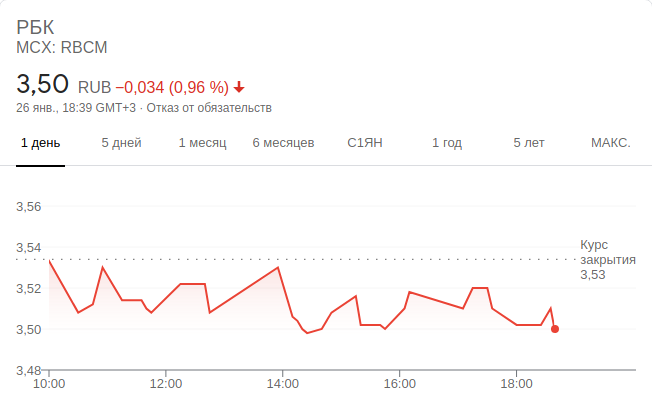 РБК
MCX: RBCM
3,50 RUB −0,034 (0,96 %)
26 янв., 18:39 GMT+3 · Отказ от обязательств
1 день 5 дней 1 месяц 6 месяцев С1ЯН 1 год 5 лет МАКС.
3,56
3,54
3,52
3,50
3,48
Курс
закрытия
3,53
10:00 12:00 14:00 16:00 18:00